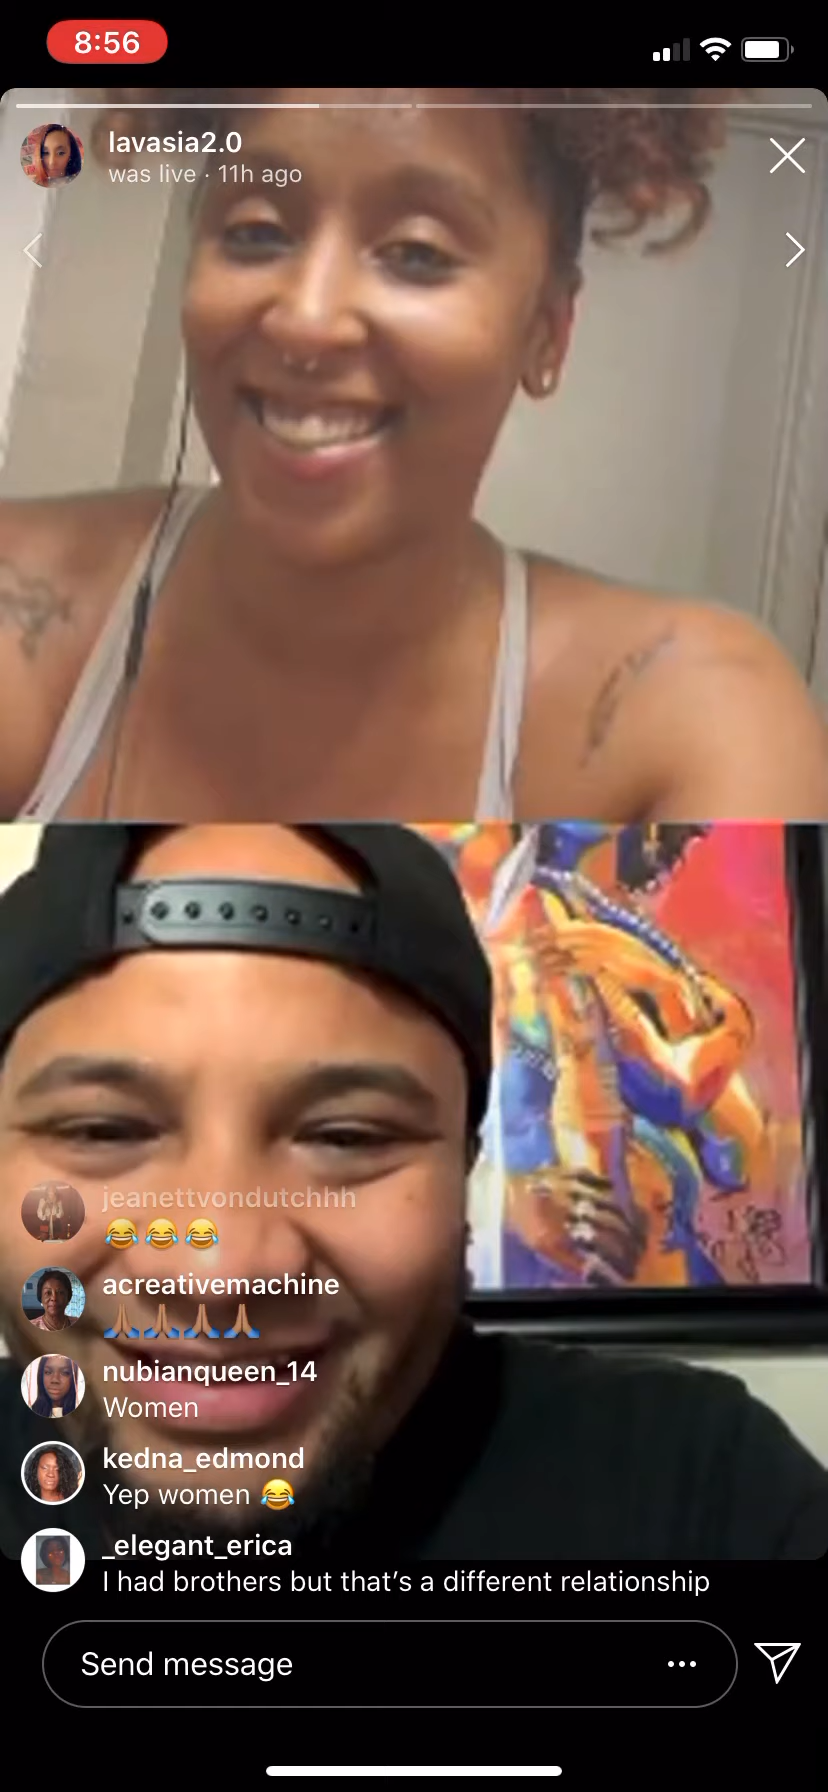 8:56
lavasia2.0
was live · 11h ago
jeanettvondutchhh
😂😂😂
acreativemachine
🙏🏽🙏🏽🙏🏽🙏🏽
nubianqueen_14
Women
kedna_edmond
Yep women 😂
_elegant_erica
I had brothers but that’s a different relationship
Send message